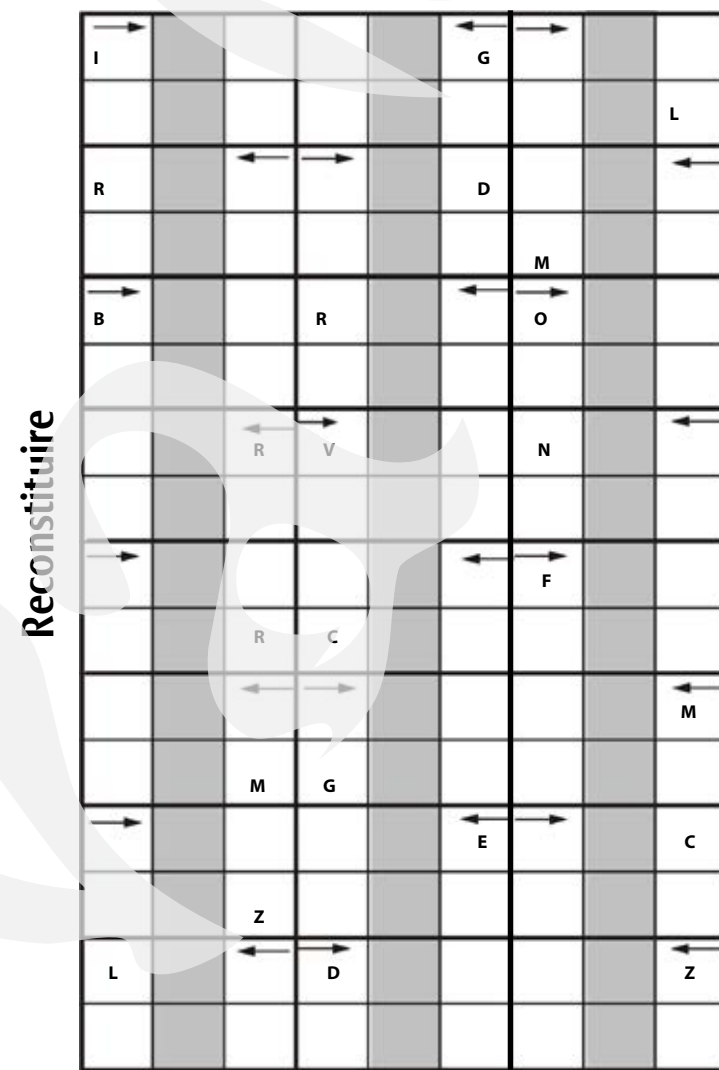 Reconstituire
I G
L
R D
M
B R O
R V N
F
R C
M
M G
E C
Z
L D Z